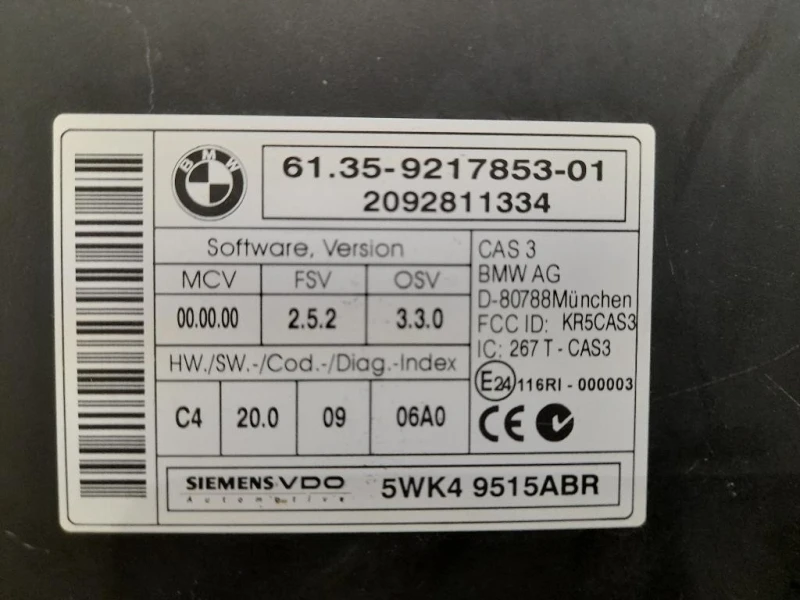 BMW
61.35-9217853-01
2092811334
Software, Version
MCV FSV OSV
00.00.00 2.5.2 3.3.0
HW./SW.-/Cod.-/Diag.-Index
C4 20.0 09 06A0
CAS 3
BMW AG
D-80788München
FCC ID: KR5CAS3
IC: 267 T - CAS3
E24 116RI - 000003
CE
SIEMENS VDO
Automotive
5WK4 9515ABR